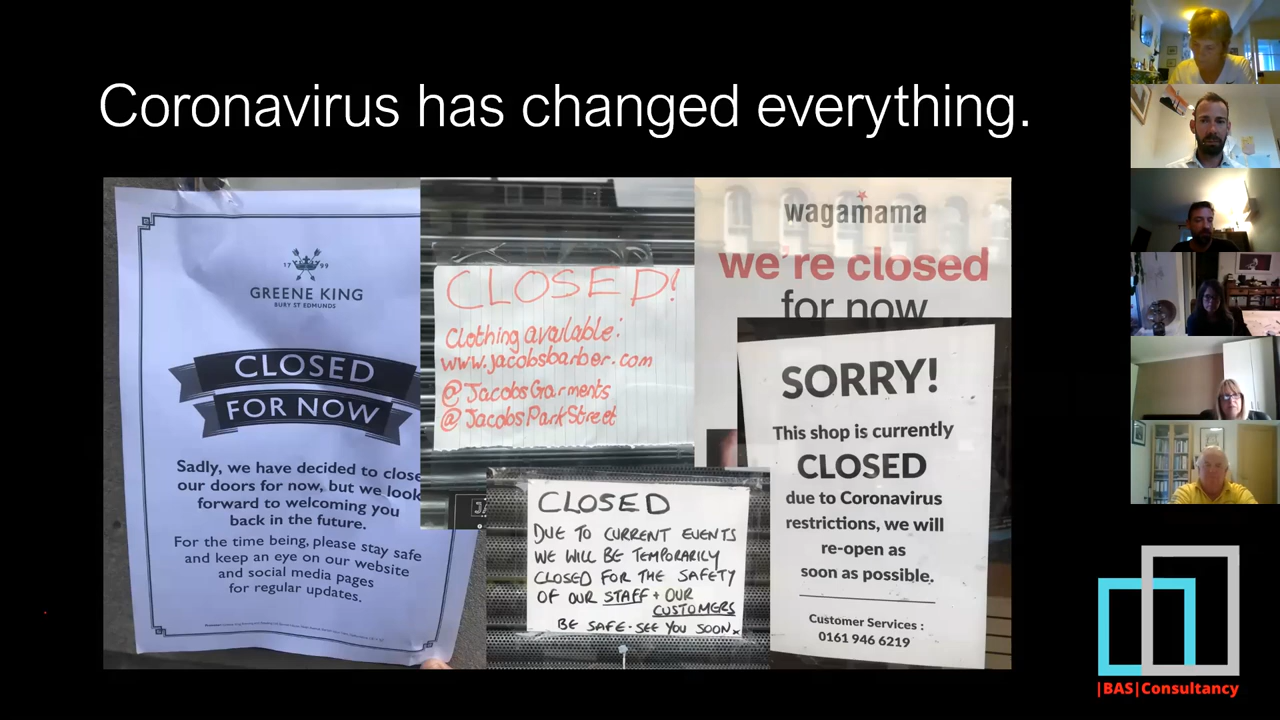 Coronavirus has changed everything.
17 99
GREENE KING
BURY ST EDMUNDS
CLOSED
FOR NOW
Sadly, we have decided to close
our doors for now, but we look
forward to welcoming you
back in the future.
For the time being, please stay safe
and keep an eye on our website
and social media pages
for regular updates.
CLOSED!
Clothing available:
www.jacobsbarber.com
@JacobsGarments
@JacobsParkStreet
wagamama
we're closed
for now
CLOSED
DUE TO CURRENT EVENTS
WE WILL BE TEMPORARILY
CLOSED FOR THE SAFETY
OF OUR STAFF + OUR
CUSTOMERS
BE SAFE · SEE YOU SOON x
SORRY!
This shop is currently
CLOSED
due to Coronavirus
restrictions, we will
re-open as
soon as possible.
Customer Services :
0161 946 6219
|BAS|Consultancy